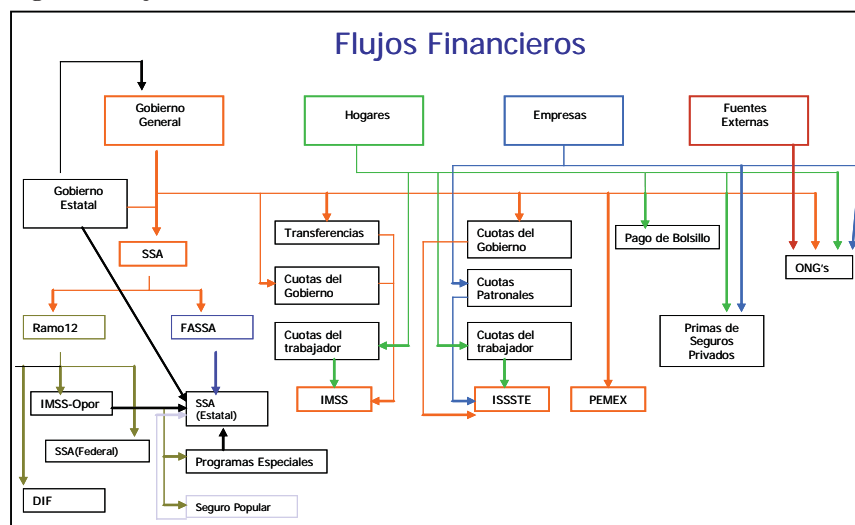 Flujos Financieros
Gobierno
General
Hogares
Empresas
Fuentes
Externas
Gobierno
Estatal
Transferencias
Cuotas del
Gobierno
Pago de Bolsillo
SSA
ONG's
Cuotas del
Gobierno
Cuotas
Patronales
Ramo12
FASSA
Cuotas del
trabajador
Cuotas del
trabajador
Primas de
Seguros
Privados
IMSS-Opor
SSA
(Estatal)
IMSS
ISSSTE
PEMEX
SSA(Federal)
Programas Especiales
DIF
Seguro Popular